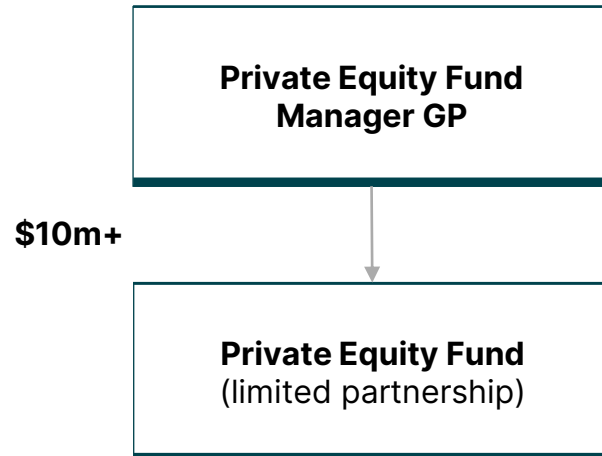 Private Equity Fund
Manager GP
$10m+
Private Equity Fund
(limited partnership)